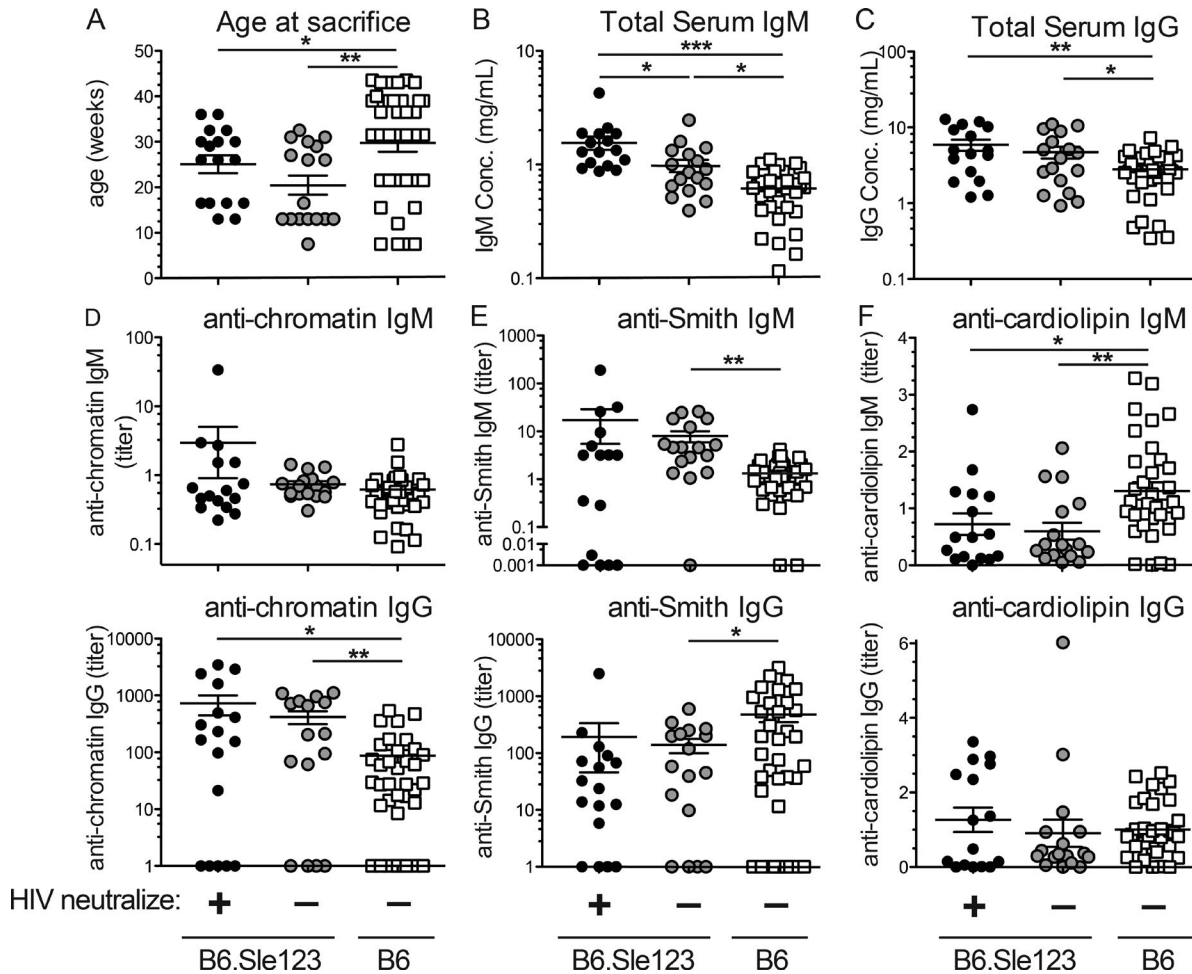 A Age at sacrifice
* 
**
age (weeks)
50
40
30
20
10
0
B Total Serum IgM
***
* *
IgM Conc. (mg/mL)
10
1
0.1
C Total Serum IgG
**
*
IgG Conc. (mg/mL)
100
10
1
0.1
D anti-chromatin IgM
anti-chromatin IgM
(titer)
100
10
1
0.1
E anti-Smith IgM
**
anti-Smith IgM (titer)
1000
100
10
1
0.1
0.01
0.001
F anti-cardiolipin IgM
*
**
anti-cardiolipin IgM (titer)
4
3
2
1
0
anti-chromatin IgG
*
**
anti-chromatin IgG (titer)
10000
1000
100
10
1
anti-Smith IgG
*
anti-Smith IgG (titer)
10000
1000
100
10
1
anti-cardiolipin IgG
anti-cardiolipin IgG (titer)
6
4
2
0
HIV neutralize: + − − + − − + − −
B6.Sle123 B6 B6.Sle123 B6 B6.Sle123 B6